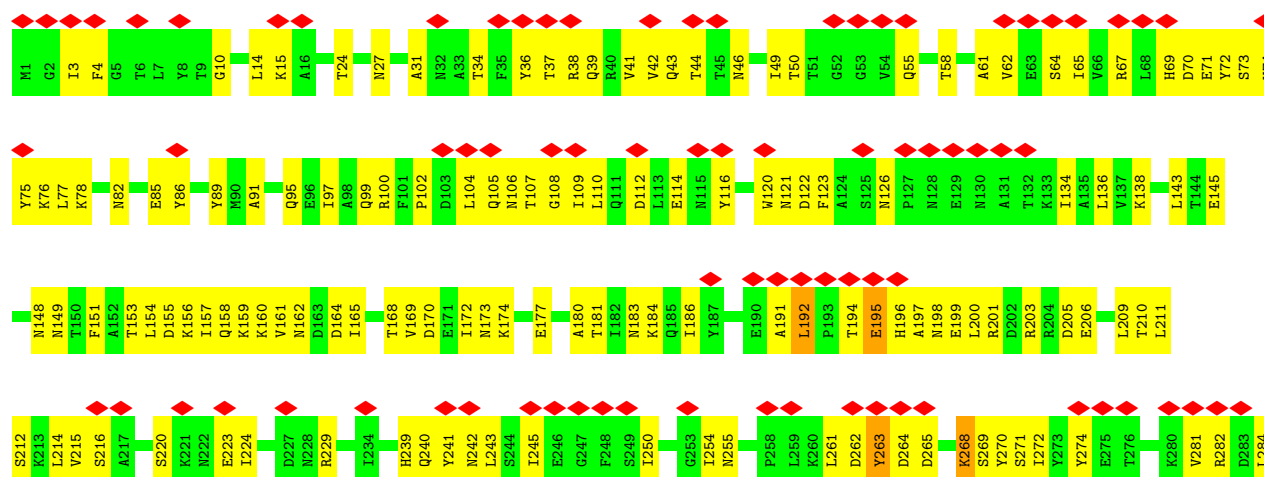 M1 G2 I3 F4 G5 T6 L7 Y8 T9 G10 L14 K15 A16 T24 N27 A31 N32 A33 T34 F35 Y36 T37 R38 Q39 R40 V41 V42 Q43 T44 T45 N46 I49 T50 T51 G52 G53 V54 Q55 T58 A61 V62 E63 S64 I65 V66 R67 L68 H69 D70 E71 Y72 S73
Y75 K76 L77 K78 N82 E85 Y86 Y89 M90 A91 Q95 E96 I97 A98 Q99 R100 F101 P102 D103 L104 Q105 N106 T107 G108 I109 L110 Q111 D112 L113 E114 N115 Y116 W120 N121 D122 F123 A124 S125 N126 P127 N128 E129 N130 A131 T132 K133 I134 A135 L136 V137 K138 L143 T144 E145
N148 N149 T150 F151 A152 T153 L154 D155 K156 I157 Q158 K159 K160 V161 N162 D163 D164 I165 T168 V169 D170 E171 I172 N173 K174 E177 A180 T181 T182 N183 K184 Q185 I186 Y187 E190 A191 L192 P193 T194 E195 H196 A197 N198 E199 L200 R201 D202 R203 R204 D205 E206 L209 T210 L211
S212 K213 L214 V215 S216 A217 S220 K221 N222 E223 I224 D227 N228 R229 I234 H239 Q240 Y241 N242 L243 S244 I245 E246 G247 F248 S249 I250 G253 I254 N255 P258 L259 K260 L261 D262 Y263 D264 D265 K268 S269 Y270 S271 I272 Y273 Y274 E275 T276 K280 V281 R282 D283